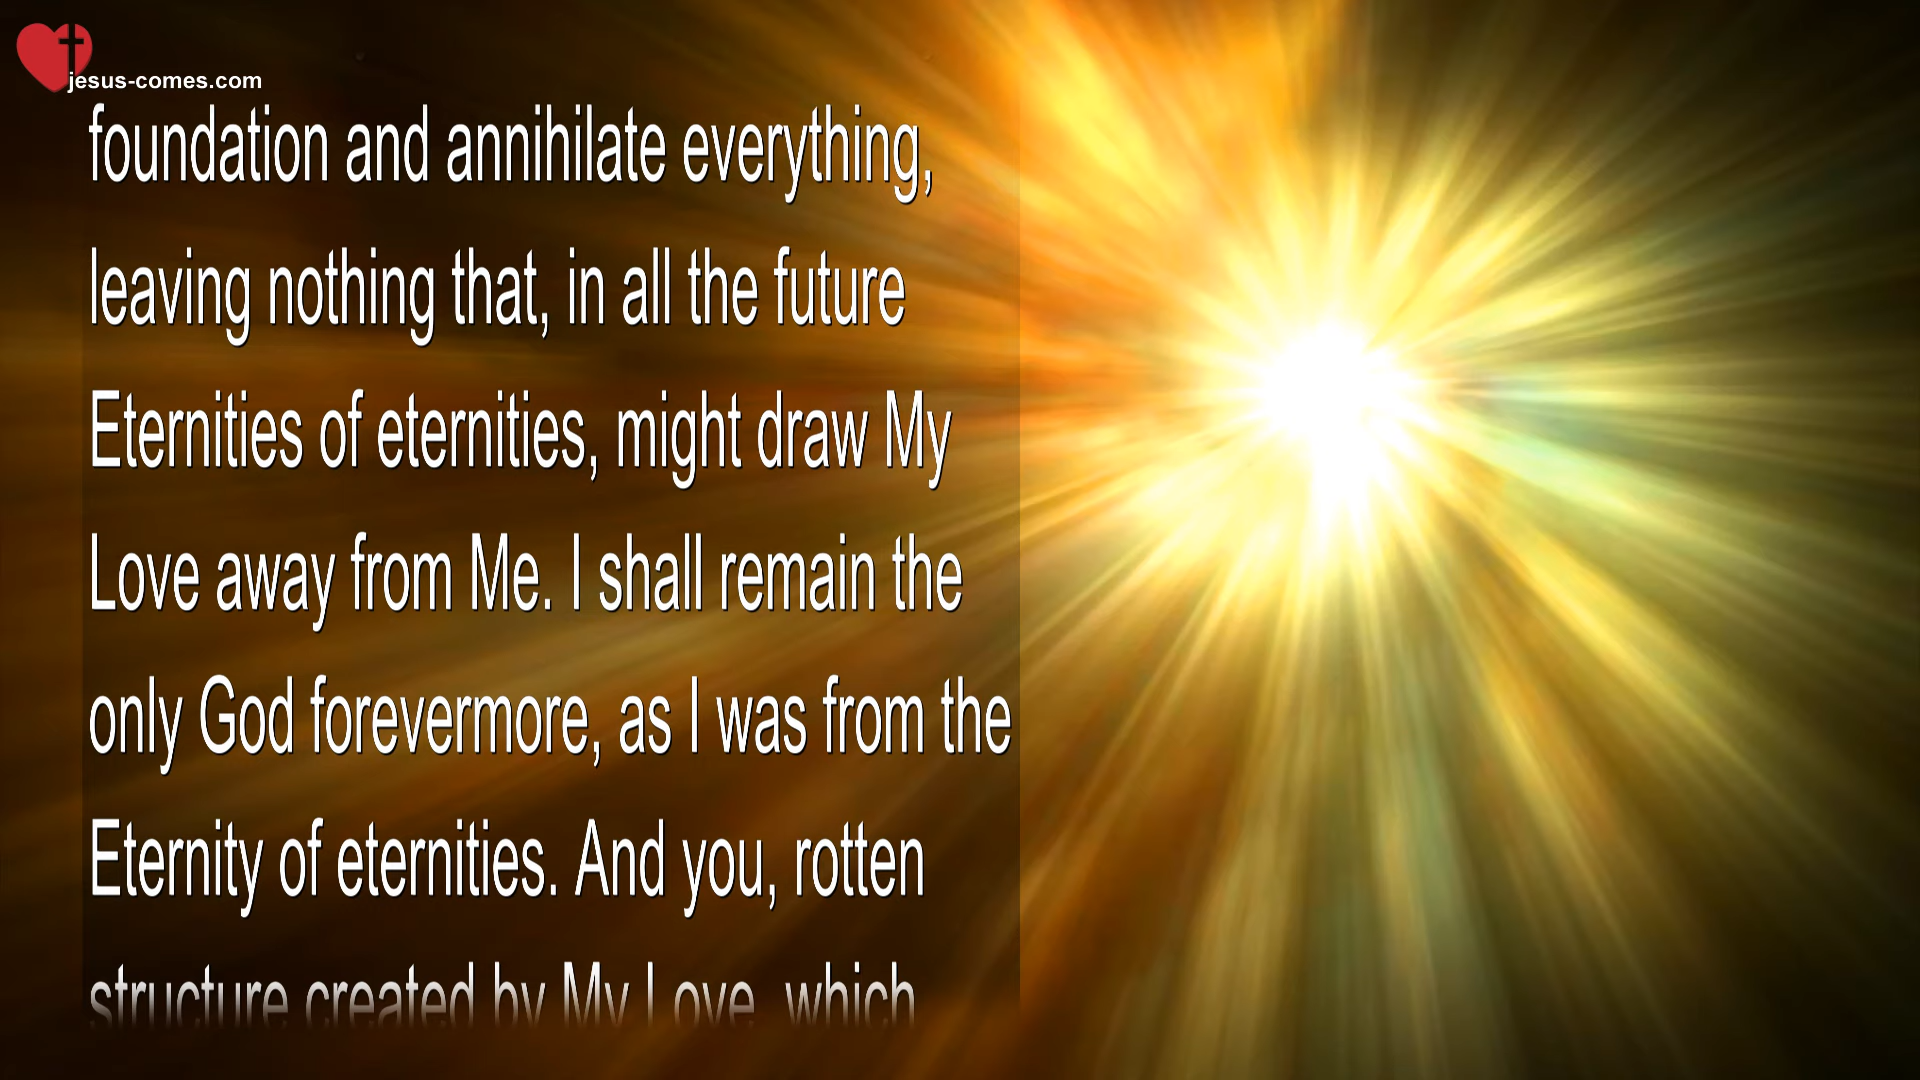 jesus-comes.com
foundation and annihilate everything,
leaving nothing that, in all the future
Eternities of eternities, might draw My
Love away from Me. I shall remain the
only God forevermore, as I was from the
Eternity of eternities. And you, rotten
structure created by My Love, which